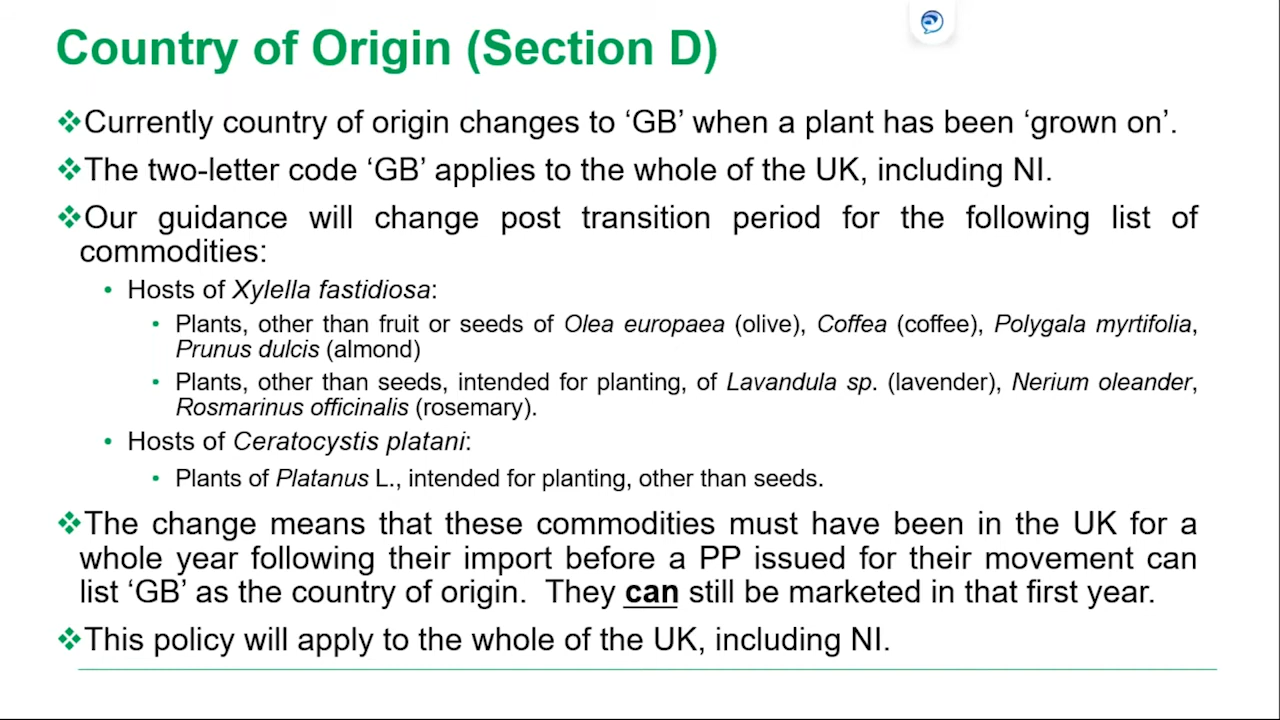 Country of Origin (Section D)
❖Currently country of origin changes to ‘GB’ when a plant has been ‘grown on’.
❖The two-letter code ‘GB’ applies to the whole of the UK, including NI.
❖Our guidance will change post transition period for the following list of
commodities:
• Hosts of Xylella fastidiosa:
• Plants, other than fruit or seeds of Olea europaea (olive), Coffea (coffee), Polygala myrtifolia,
Prunus dulcis (almond)
• Plants, other than seeds, intended for planting, of Lavandula sp. (lavender), Nerium oleander,
Rosmarinus officinalis (rosemary).
• Hosts of Ceratocystis platani:
• Plants of Platanus L., intended for planting, other than seeds.
❖The change means that these commodities must have been in the UK for a
whole year following their import before a PP issued for their movement can
list ‘GB’ as the country of origin.  They can still be marketed in that first year.
❖This policy will apply to the whole of the UK, including NI.